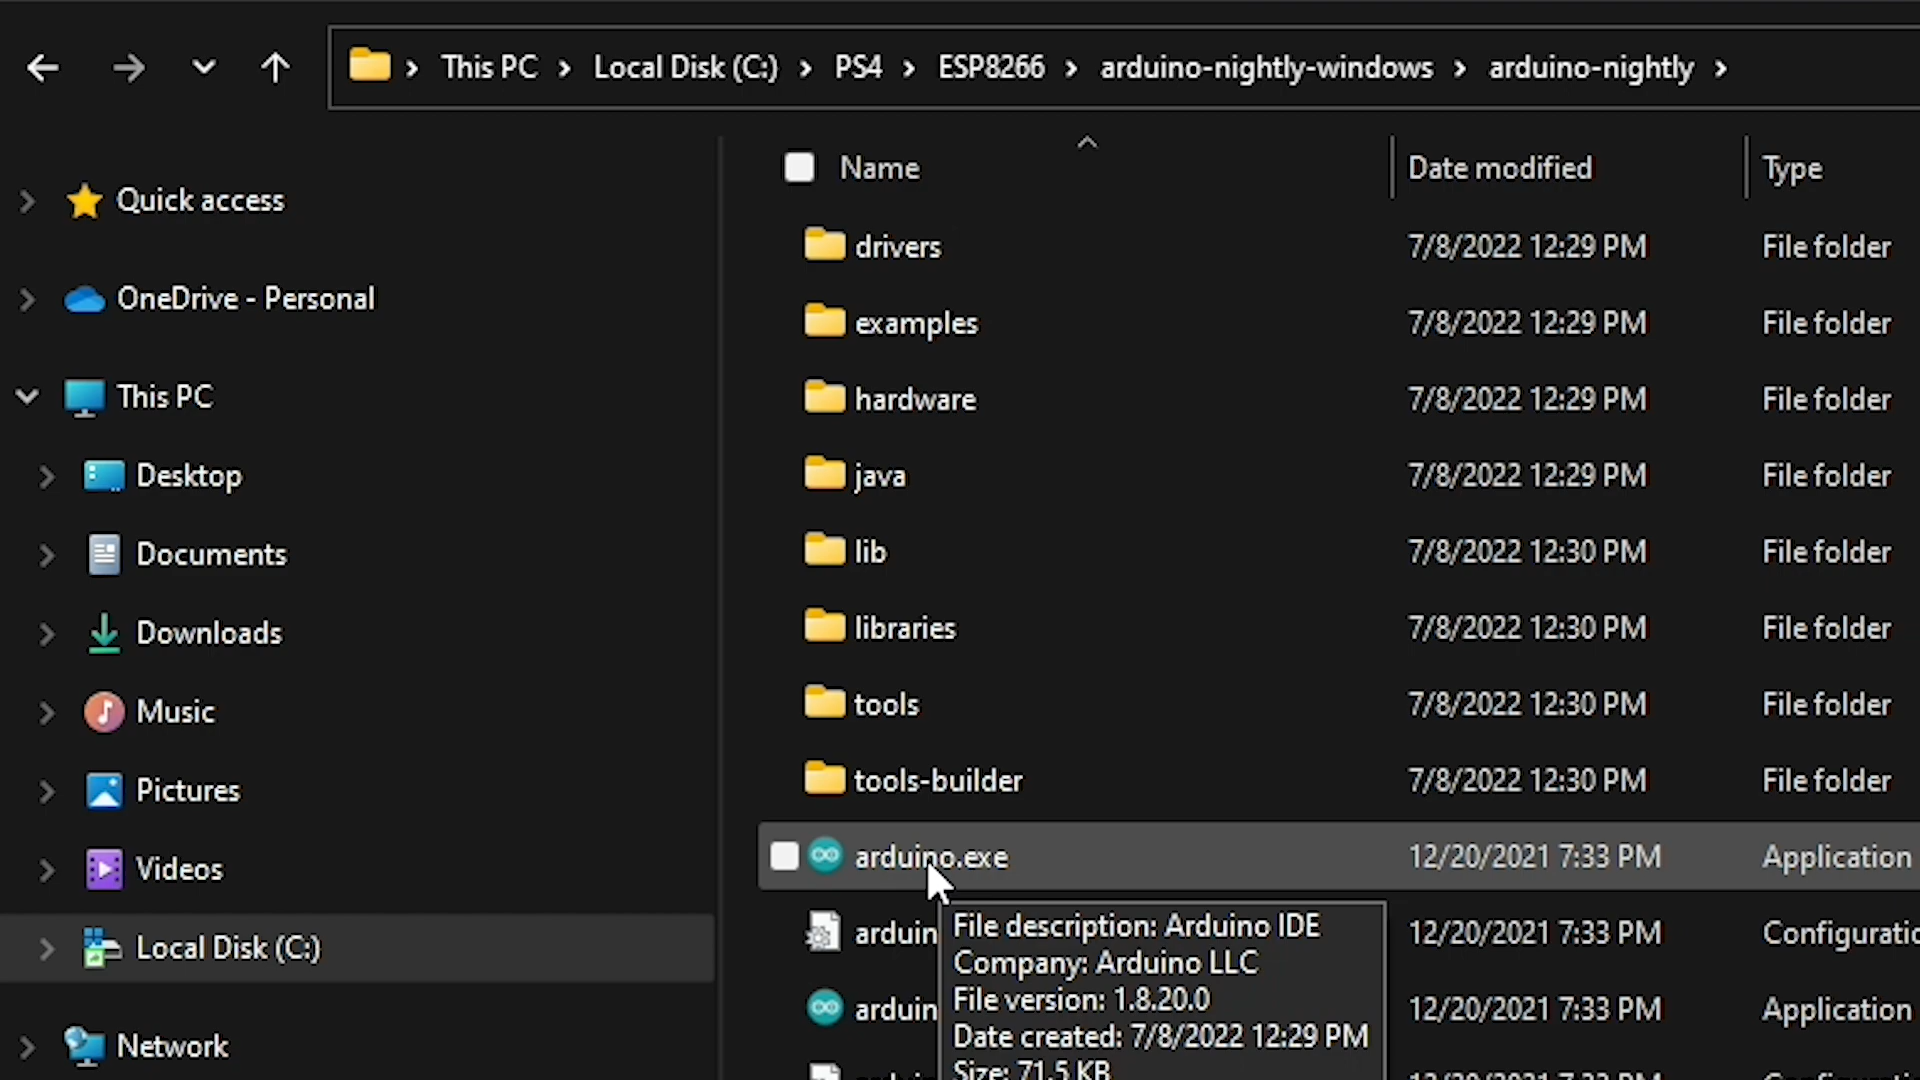 This PC > Local Disk (C:) > PS4 > ESP8266 > arduino-nightly-windows > arduino-nightly >
Name Date modified Type
Quick access
OneDrive - Personal
This PC
Desktop
Documents
Downloads
Music
Pictures
Videos
Local Disk (C:)
Network
drivers 7/8/2022 12:29 PM File folder
examples 7/8/2022 12:29 PM File folder
hardware 7/8/2022 12:29 PM File folder
java 7/8/2022 12:29 PM File folder
lib 7/8/2022 12:30 PM File folder
libraries 7/8/2022 12:30 PM File folder
tools 7/8/2022 12:30 PM File folder
tools-builder 7/8/2022 12:30 PM File folder
arduino.exe 12/20/2021 7:33 PM Application
arduin 12/20/2021 7:33 PM Configuratio
arduin 12/20/2021 7:33 PM Application
File description: Arduino IDE
Company: Arduino LLC
File version: 1.8.20.0
Date created: 7/8/2022 12:29 PM
Size: 71.5 KB